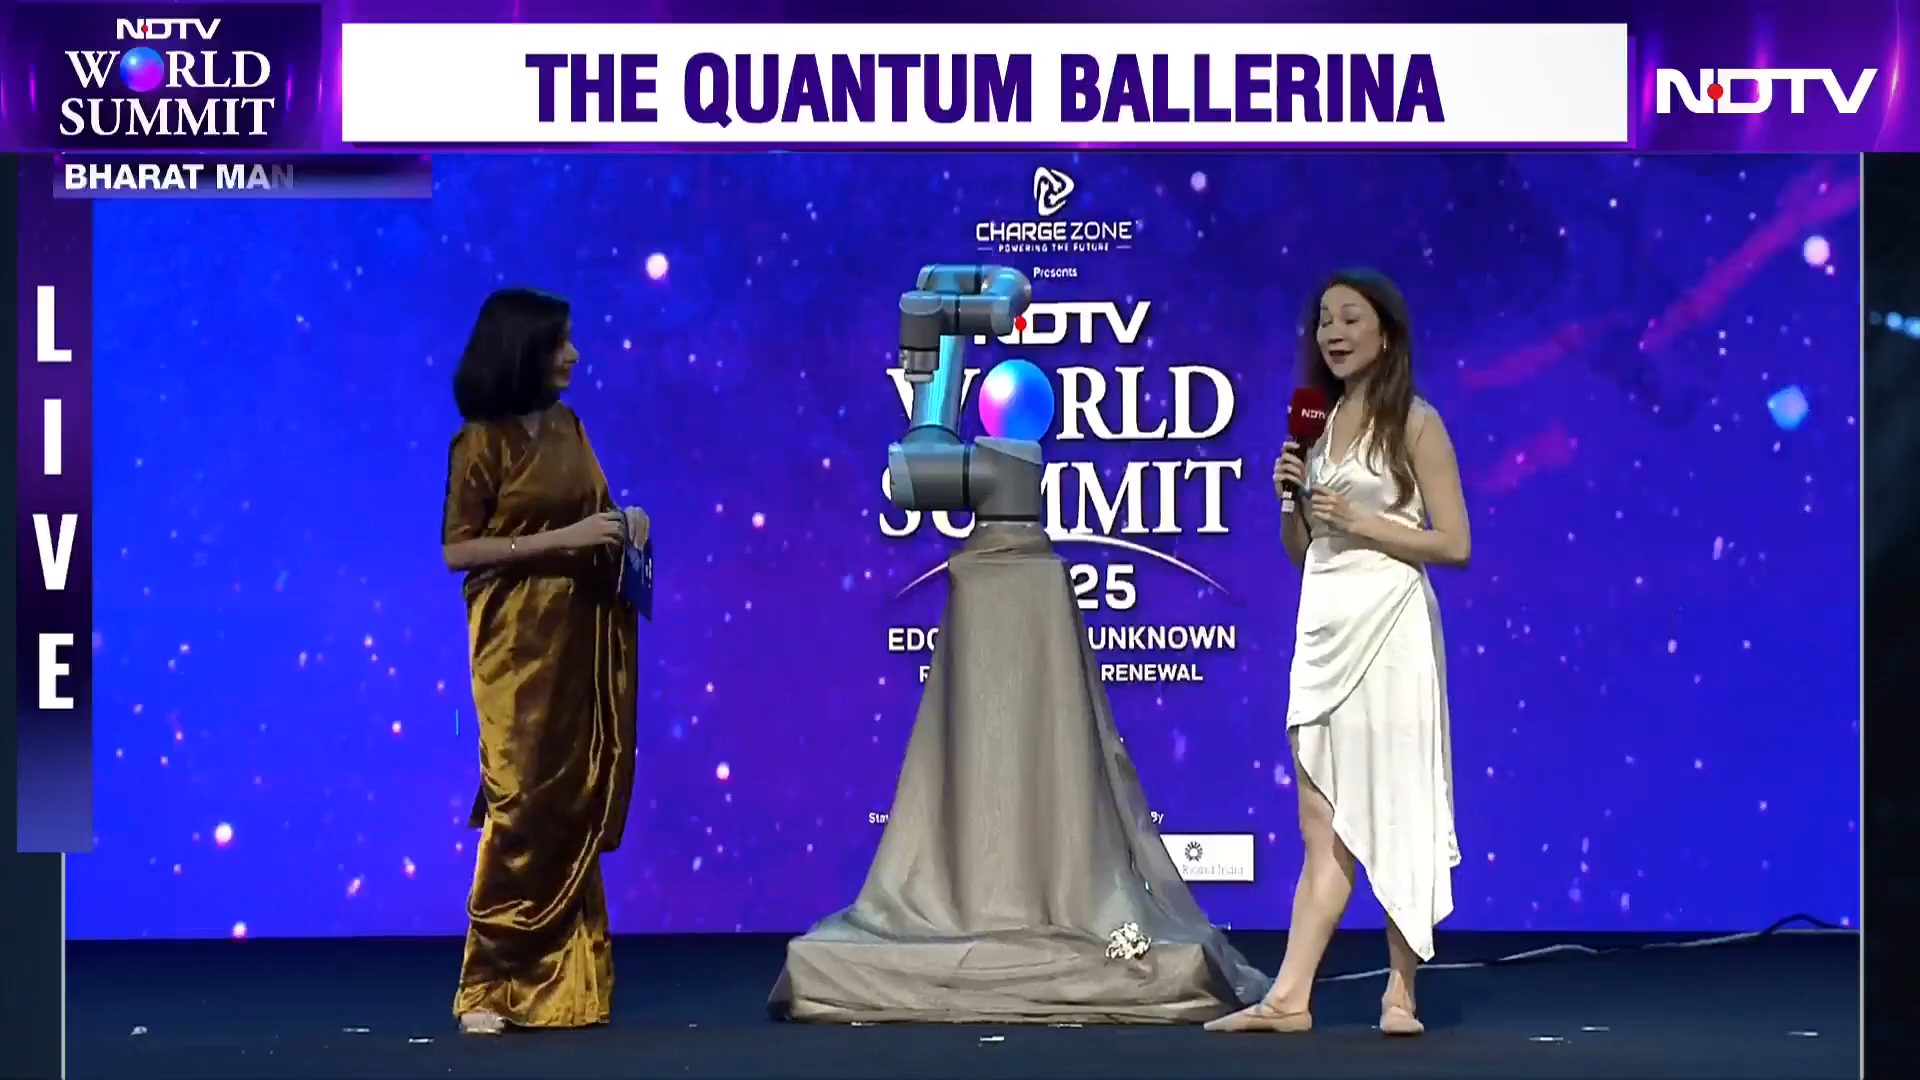 NDTV
WORLD
SUMMIT
THE QUANTUM BALLERINA
NDTV
BHARAT MAN
LIVE
CHARGE ZONE
POWERING THE FUTURE
Presents
NDTV
WORLD
SUMMIT
25
UNKNOWN
RENEWAL
NDTV
By